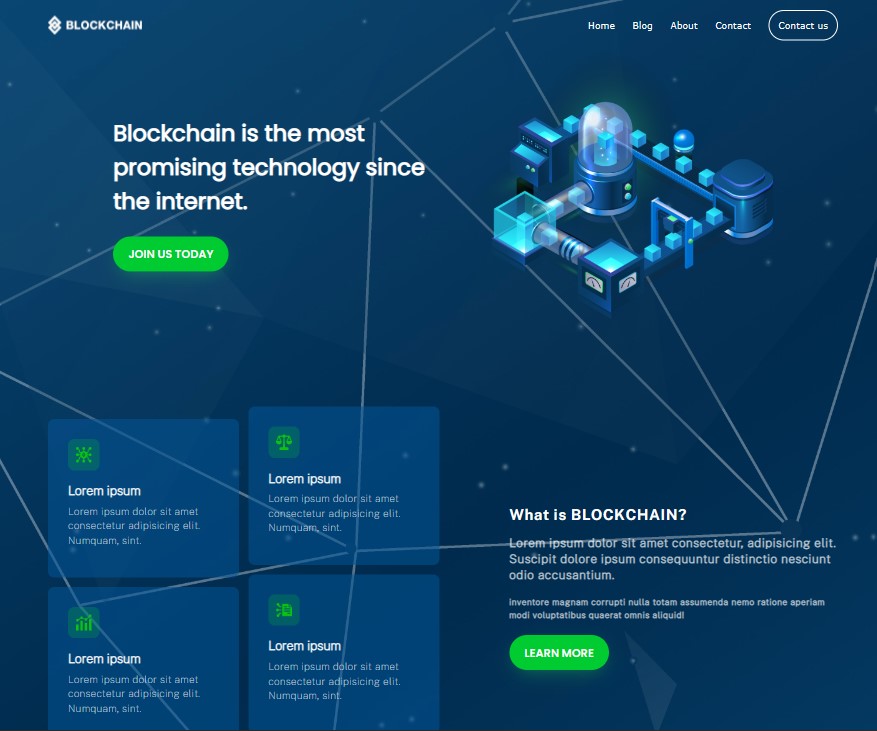 BLOCKCHAIN
Home Blog About Contact Contact us
Blockchain is the most
promising technology since
the internet.
JOIN US TODAY
Lorem ipsum
Lorem ipsum dolor sit amet
consectetur adipisicing elit.
Numquam, sint.
Lorem ipsum
Lorem ipsum dolor sit amet
consectetur adipisicing elit.
Numquam, sint.
Lorem ipsum
Lorem ipsum dolor sit amet
consectetur adipisicing elit.
Numquam, sint.
Lorem ipsum
Lorem ipsum dolor sit amet
consectetur adipisicing elit.
Numquam, sint.
What is BLOCKCHAIN?
Lorem ipsum dolor sit amet consectetur, adipisicing elit.
Suscipit dolore ipsum consequuntur distinctio nesciunt
odio accusantium.
Inventore magnam corrupti nulla totam assumenda nemo ratione aperiam
modi voluptatibus quaerat omnis aliquid!
LEARN MORE